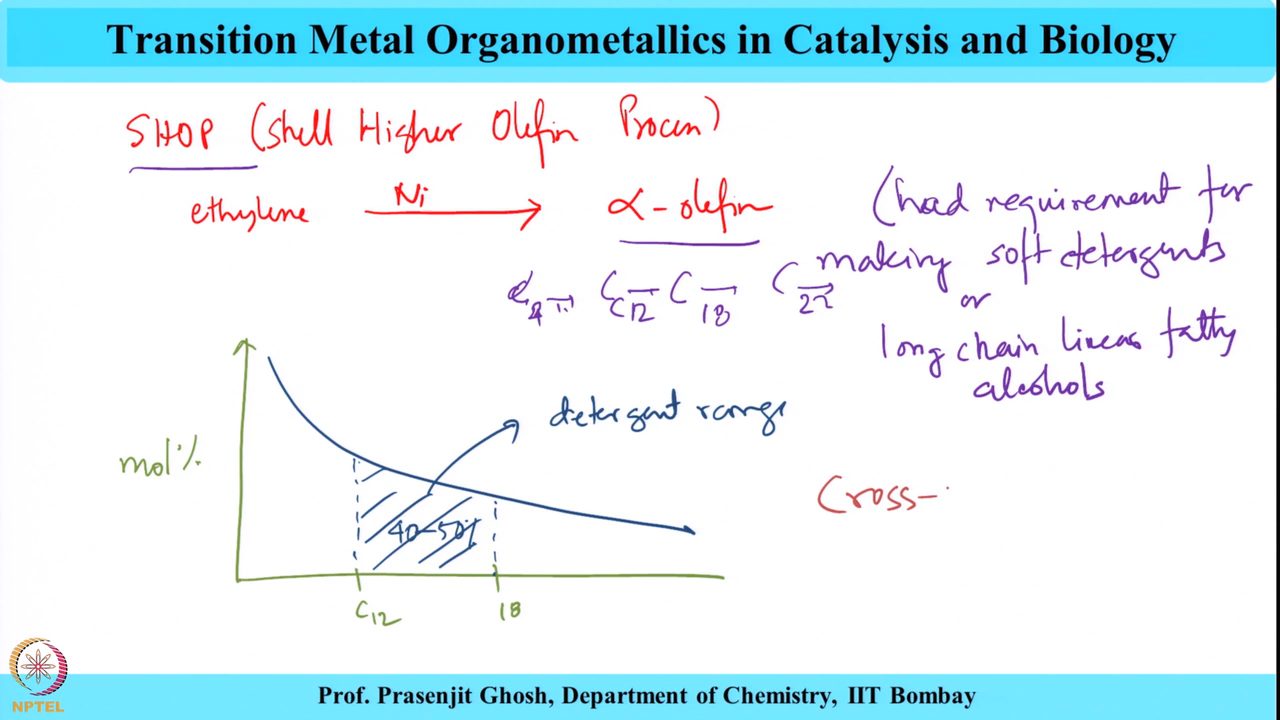 Transition Metal Organometallics in Catalysis and Biology
SHOP (Shell Higher Olefin Process)
ethylene Ni α-olefin
(had requirement for
making soft detergents
or
long chain linear fatty
alcohols
C12 C18 C22
detergent range
mol%
40-50%
Cross-
C12 18
NPTEL
Prof. Prasenjit Ghosh, Department of Chemistry, IIT Bombay